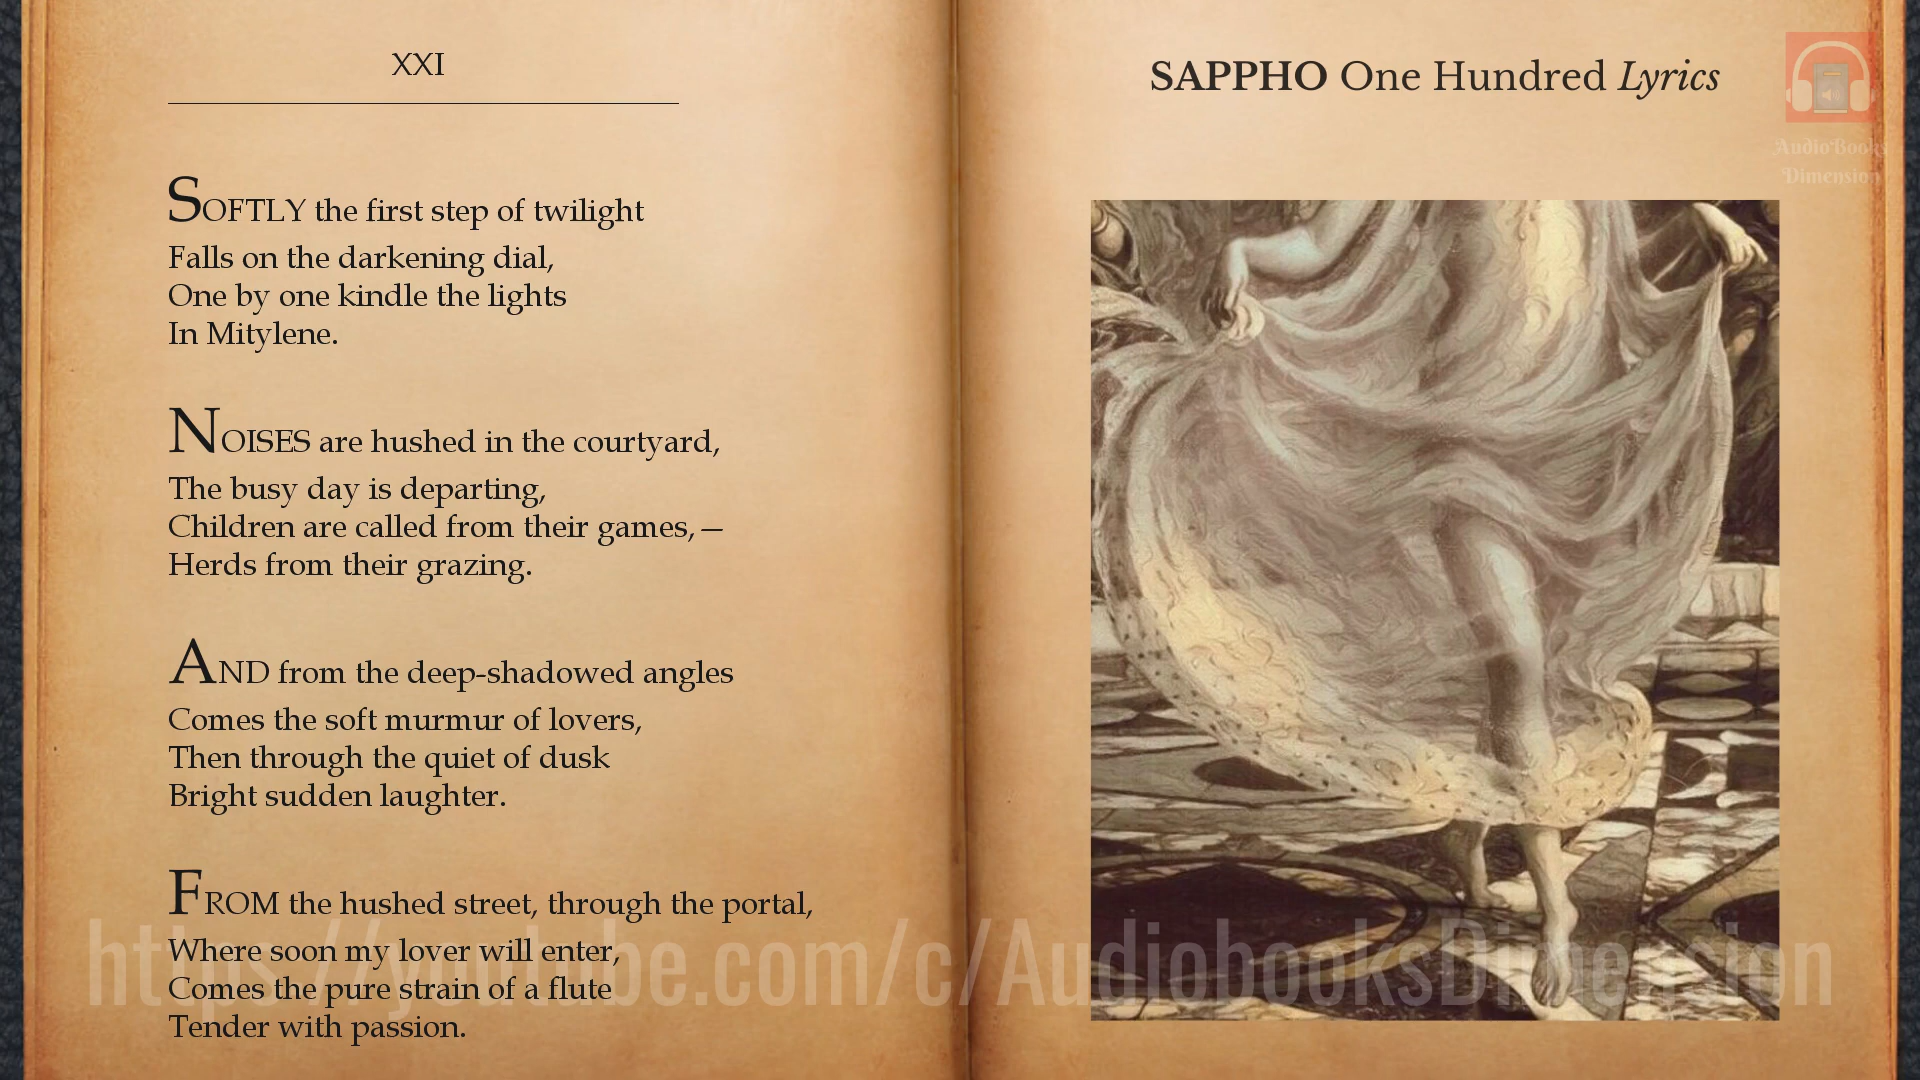 XXI
SOFTLY the first step of twilight
Falls on the darkening dial,
One by one kindle the lights
In Mitylene.
NOISES are hushed in the courtyard,
The busy day is departing,
Children are called from their games,—
Herds from their grazing.
AND from the deep-shadowed angles
Comes the soft murmur of lovers,
Then through the quiet of dusk
Bright sudden laughter.
FROM the hushed street, through the portal,
Where soon my lover will enter,
Comes the pure strain of a flute
Tender with passion.
SAPPHO One Hundred Lyrics
AudioBooks
Dimension
https://youtube.com/c/AudiobooksDimension